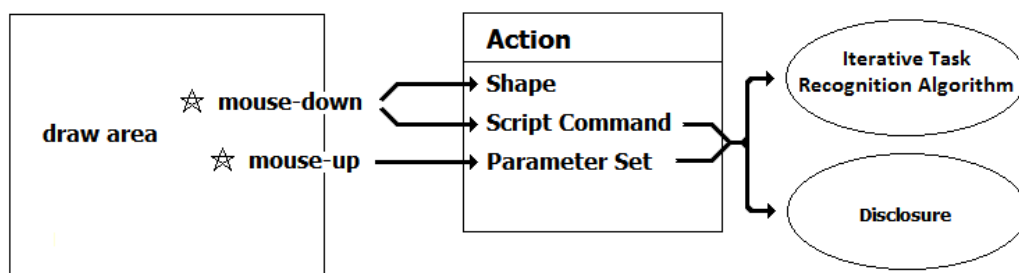 draw area
mouse-down
mouse-up
Action
Shape
Script Command
Parameter Set
Iterative Task
Recognition Algorithm
Disclosure